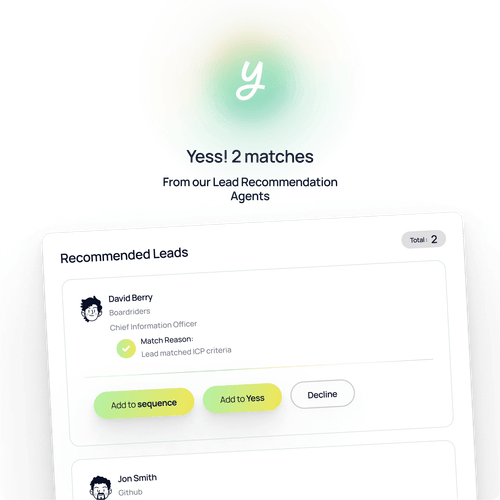 y
Yess! 2 matches
From our Lead Recommendation
Agents
Recommended Leads
Total: 2
David Berry
Boardriders
Chief Information Officer
Match Reason:
Lead matched ICP criteria
Add to sequence
Add to Yess
Decline
Jon Smith
Github